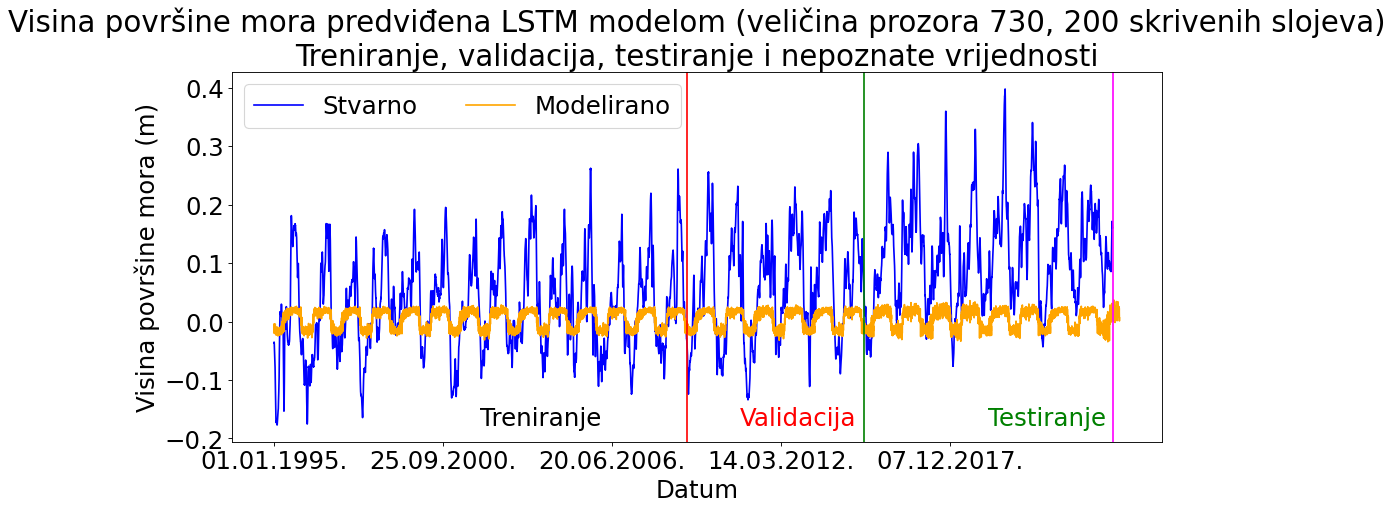 Visina površine mora predviđena LSTM modelom (veličina prozora 730, 200 skrivenih slojeva)
Treniranje, validacija, testiranje i nepoznate vrijednosti
Stvarno Modelirano
Visina površine mora (m)
0.4
0.3
0.2
0.1
0.0
−0.1
−0.2
Treniranje Validacija Testiranje
01.01.1995. 25.09.2000. 20.06.2006. 14.03.2012. 07.12.2017.
Datum